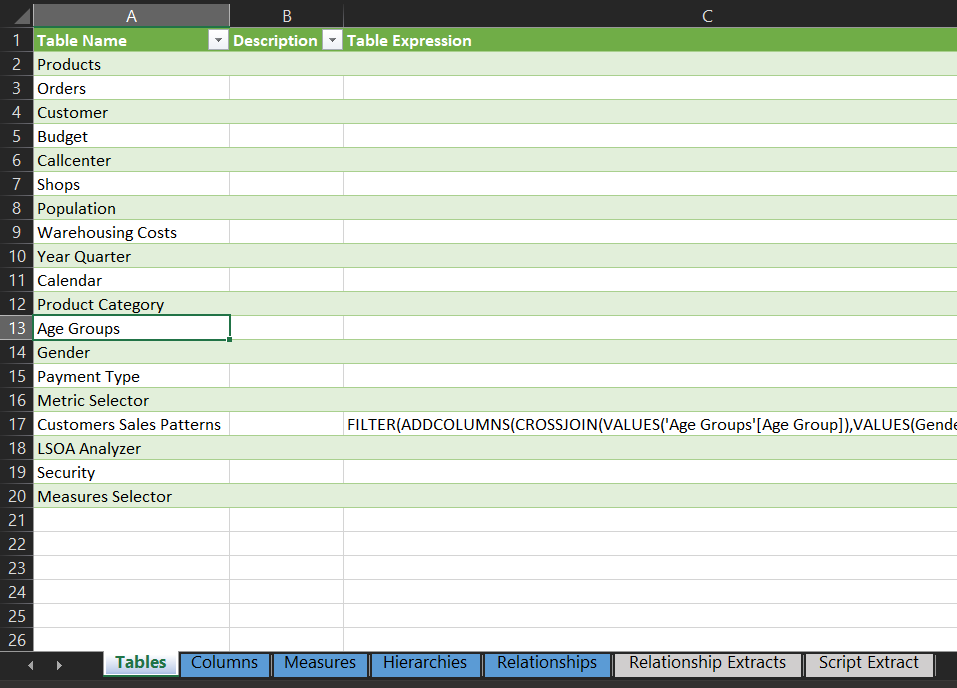 A B C
1 Table Name Description Table Expression
2 Products
3 Orders
4 Customer
5 Budget
6 Callcenter
7 Shops
8 Population
9 Warehousing Costs
10 Year Quarter
11 Calendar
12 Product Category
13 Age Groups
14 Gender
15 Payment Type
16 Metric Selector
17 Customers Sales Patterns FILTER(ADDCOLUMNS(CROSSJOIN(VALUES('Age Groups'[Age Group]),VALUES(Gende
18 LSOA Analyzer
19 Security
20 Measures Selector
21
22
23
24
25
26
Tables Columns Measures Hierarchies Relationships Relationship Extracts Script Extract